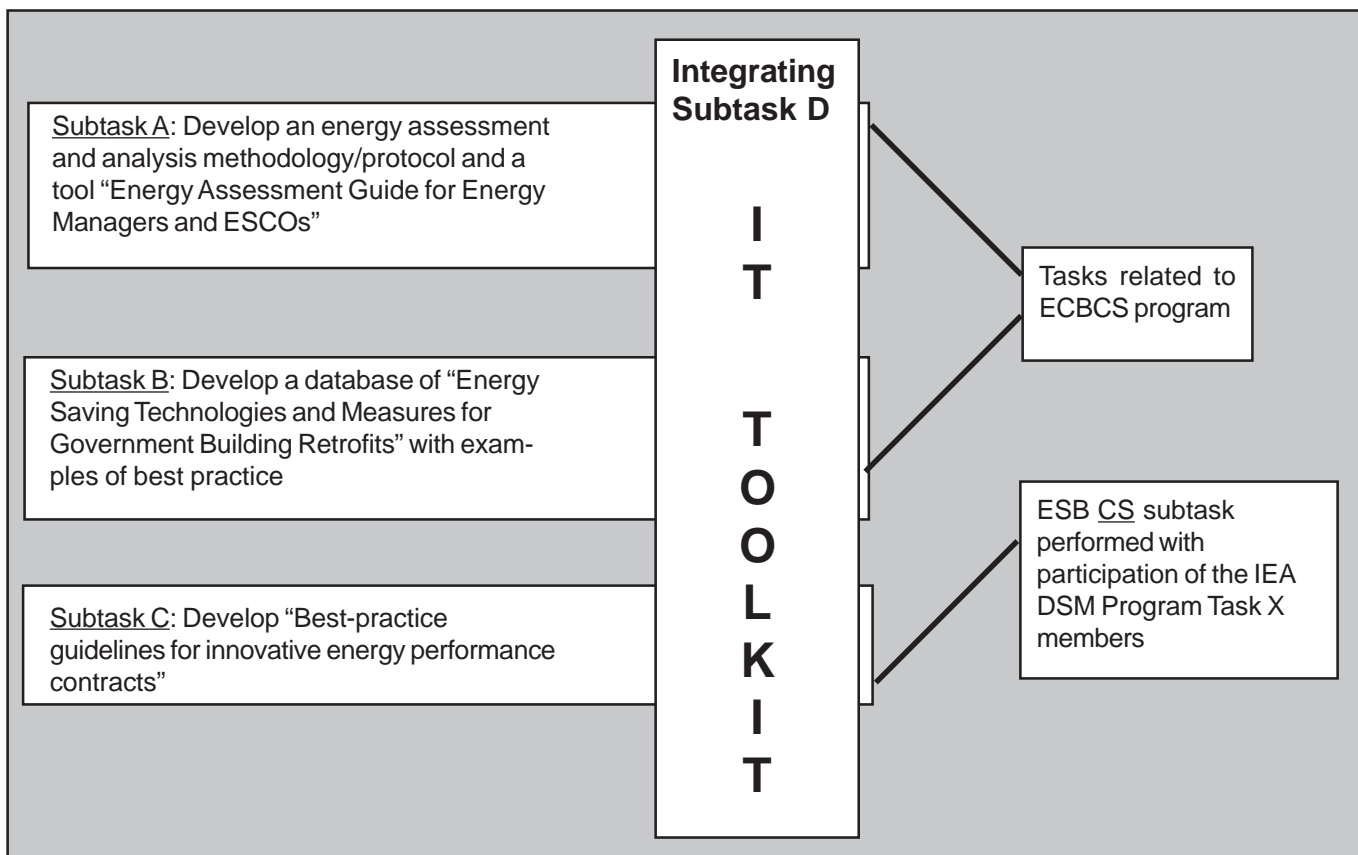 Integrating
Subtask D
I
T
T
O
O
L
K
I
T
Subtask A: Develop an energy assessment
and analysis methodology/protocol and a
tool “Energy Assessment Guide for Energy
Managers and ESCOs”
Subtask B: Develop a database of “Energy
Saving Technologies and Measures for
Government Building Retrofits” with exam-
ples of best practice
Subtask C: Develop “Best-practice
guidelines for innovative energy performance
contracts”
Tasks related to
ECBCS program
ESB CS subtask
performed with
participation of the IEA
DSM Program Task X
members